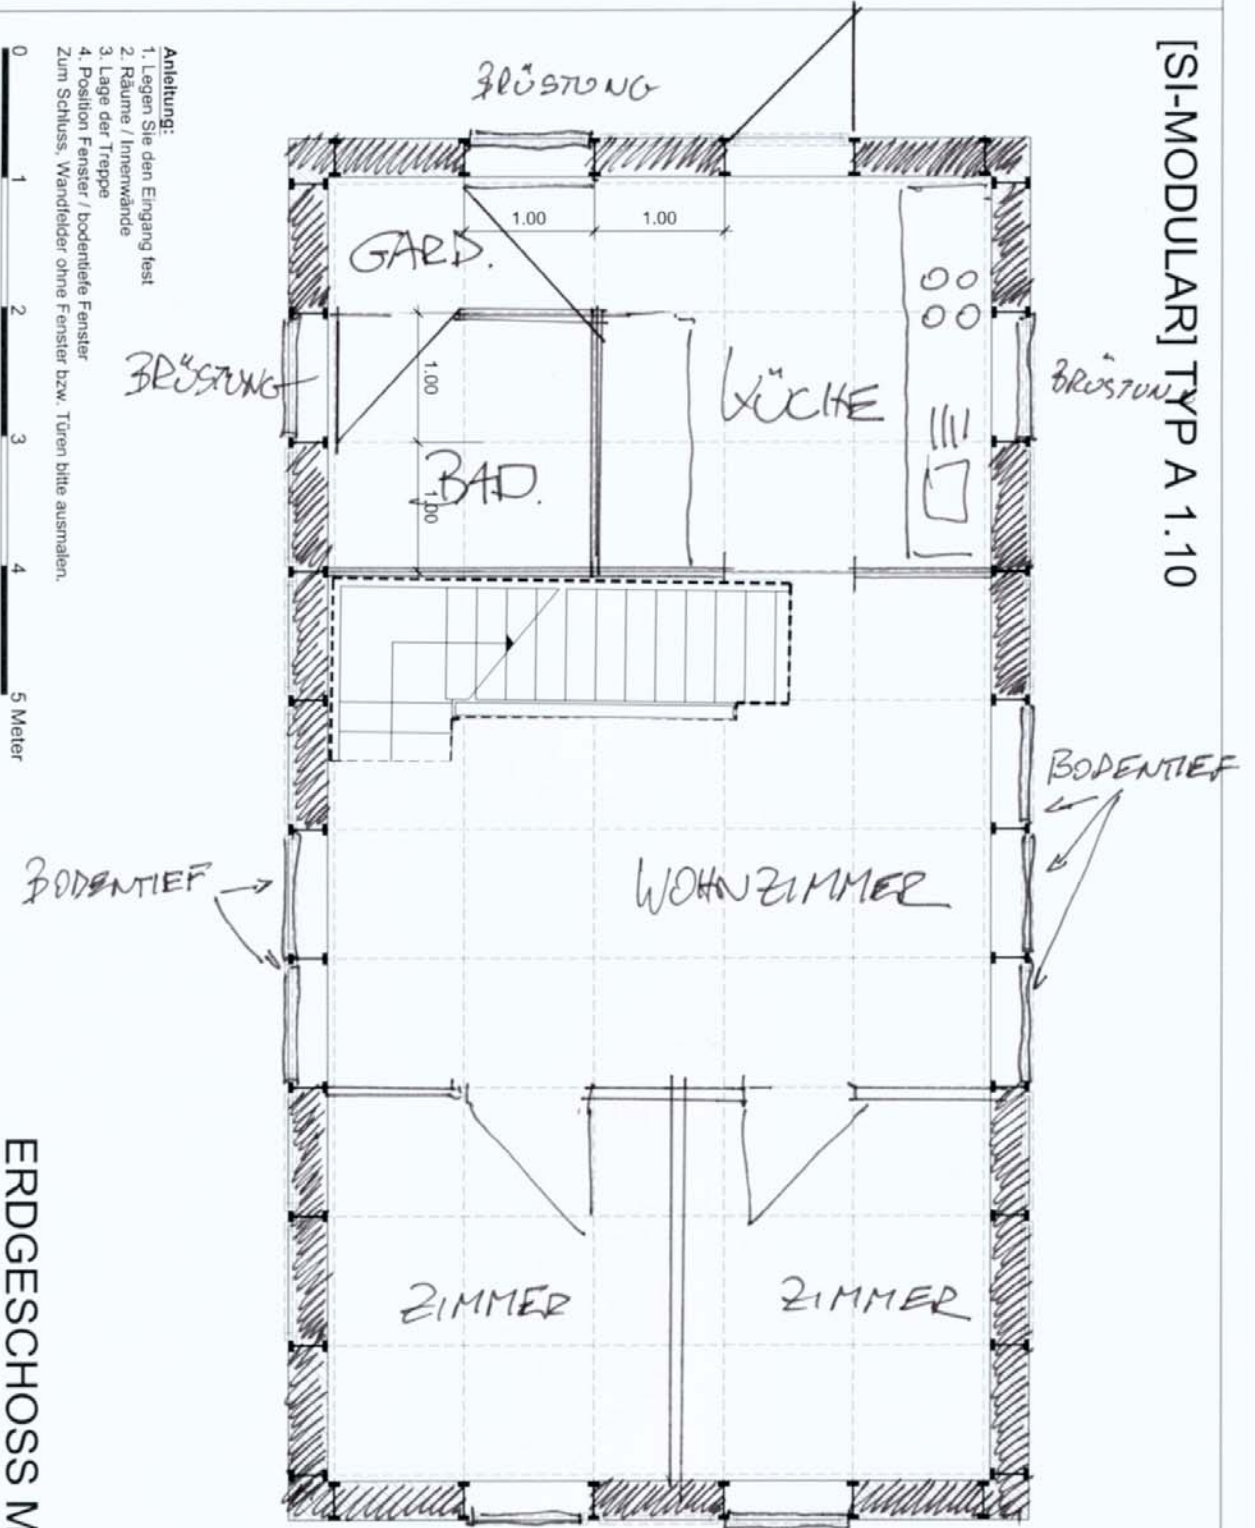 [SI-MODULAR] TYP A 1.10
Anleitung:
1. Legen Sie den Eingang fest
2. Räume / Innenwände
3. Lage der Treppe
4. Position Fenster / bodentiefe Fenster
Zum Schluss, Wandfelder ohne Fenster bzw. Türen bitte ausmalen.
0 1 2 3 4 5 Meter
BRÜSTUNG
1.00 1.00
GARD.
BRÜSTUNG
1.00
KÜCHE
BRÜSTUNG
BAD.
1.00
BODENTIEF
BODENTIEF
WOHNZIMMER
ZIMMER
ZIMMER
ERDGESCHOSS